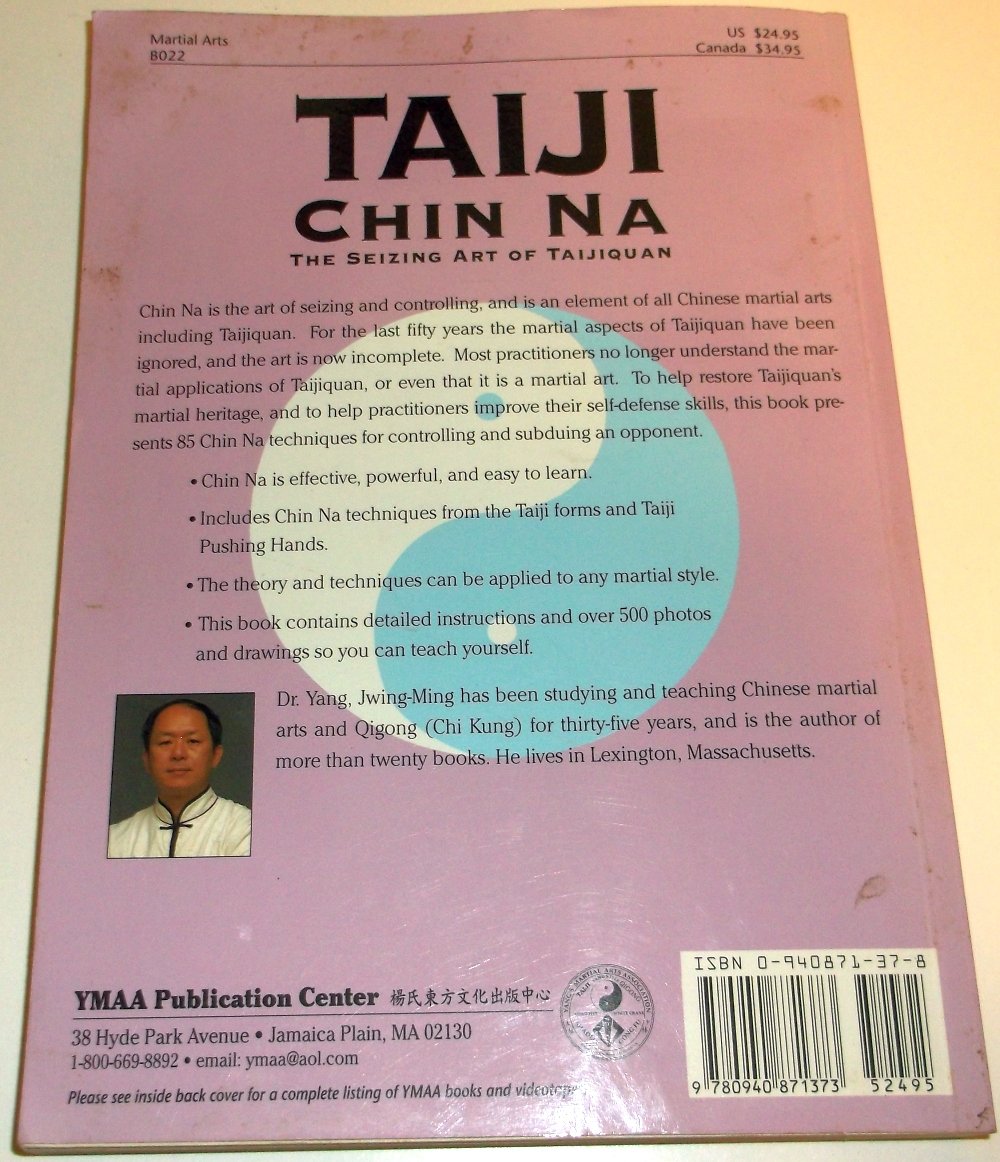 Martial Arts
B022
US $24.95
Canada $34.95
TAIJI
CHIN NA
THE SEIZING ART OF TAIJIQUAN
Chin Na is the art of seizing and controlling, and is an element of all Chinese martial arts
including Taijiquan. For the last fifty years the martial aspects of Taijiquan have been
ignored, and the art is now incomplete. Most practitioners no longer understand the mar-
tial applications of Taijiquan, or even that it is a martial art. To help restore Taijiquan's
martial heritage, and to help practitioners improve their self-defense skills, this book pre-
sents 85 Chin Na techniques for controlling and subduing an opponent.
• Chin Na is effective, powerful, and easy to learn.
• Includes Chin Na techniques from the Taiji forms and Taiji
Pushing Hands.
• The theory and techniques can be applied to any martial style.
• This book contains detailed instructions and over 500 photos
and drawings so you can teach yourself.
Dr. Yang, Jwing-Ming has been studying and teaching Chinese martial
arts and Qigong (Chi Kung) for thirty-five years, and is the author of
more than twenty books. He lives in Lexington, Massachusetts.
YMAA Publication Center 楊氏東方文化出版中心
38 Hyde Park Avenue • Jamaica Plain, MA 02130
1-800-669-8892 • email: ymaa@aol.com
Please see inside back cover for a complete listing of YMAA books and videotape
YANG'S MARTIAL ARTS ASSOCIATION
TAIJI
QIGONG
ISBN 0-940871-37-8
9 780940 871373
52495